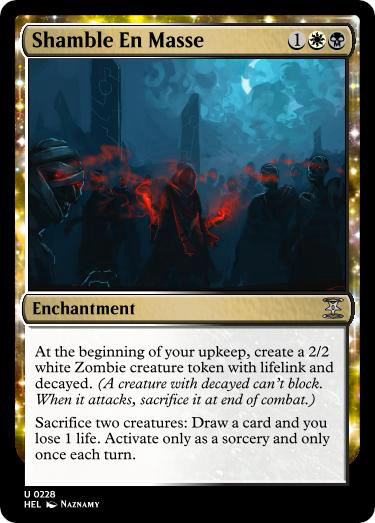 Shamble En Masse 1
Enchantment
At the beginning of your upkeep, create a 2/2
white Zombie creature token with lifelink and
decayed. (A creature with decayed can't block.
When it attacks, sacrifice it at end of combat.)
Sacrifice two creatures: Draw a card and you
lose 1 life. Activate only as a sorcery and only
once each turn.
U 0228
HEL Naznamy